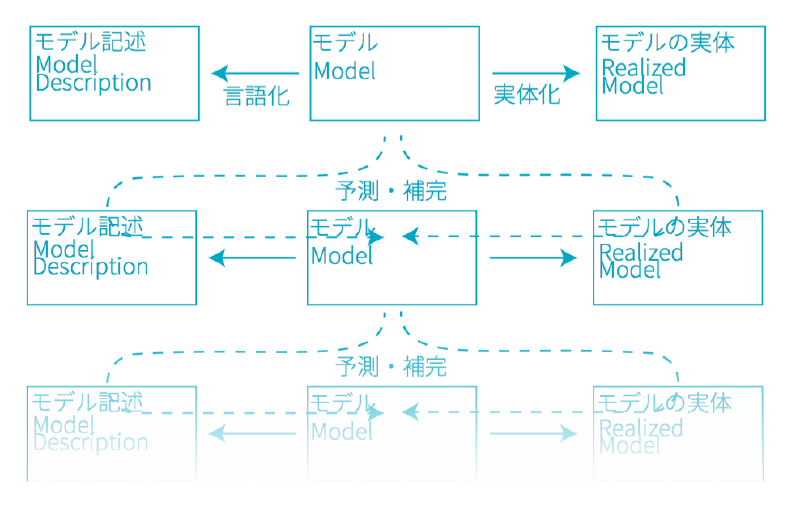 モデル記述
Model
Description
言語化
モデル
Model
実体化
モデルの実体
Realized
Model
予測・補完
モデル記述
Model
Description
モデル
Model
モデルの実体
Realized
Model
予測・補完
モデル記述
Model
Description
モデル
Model
モデルの実体
Realized
Model